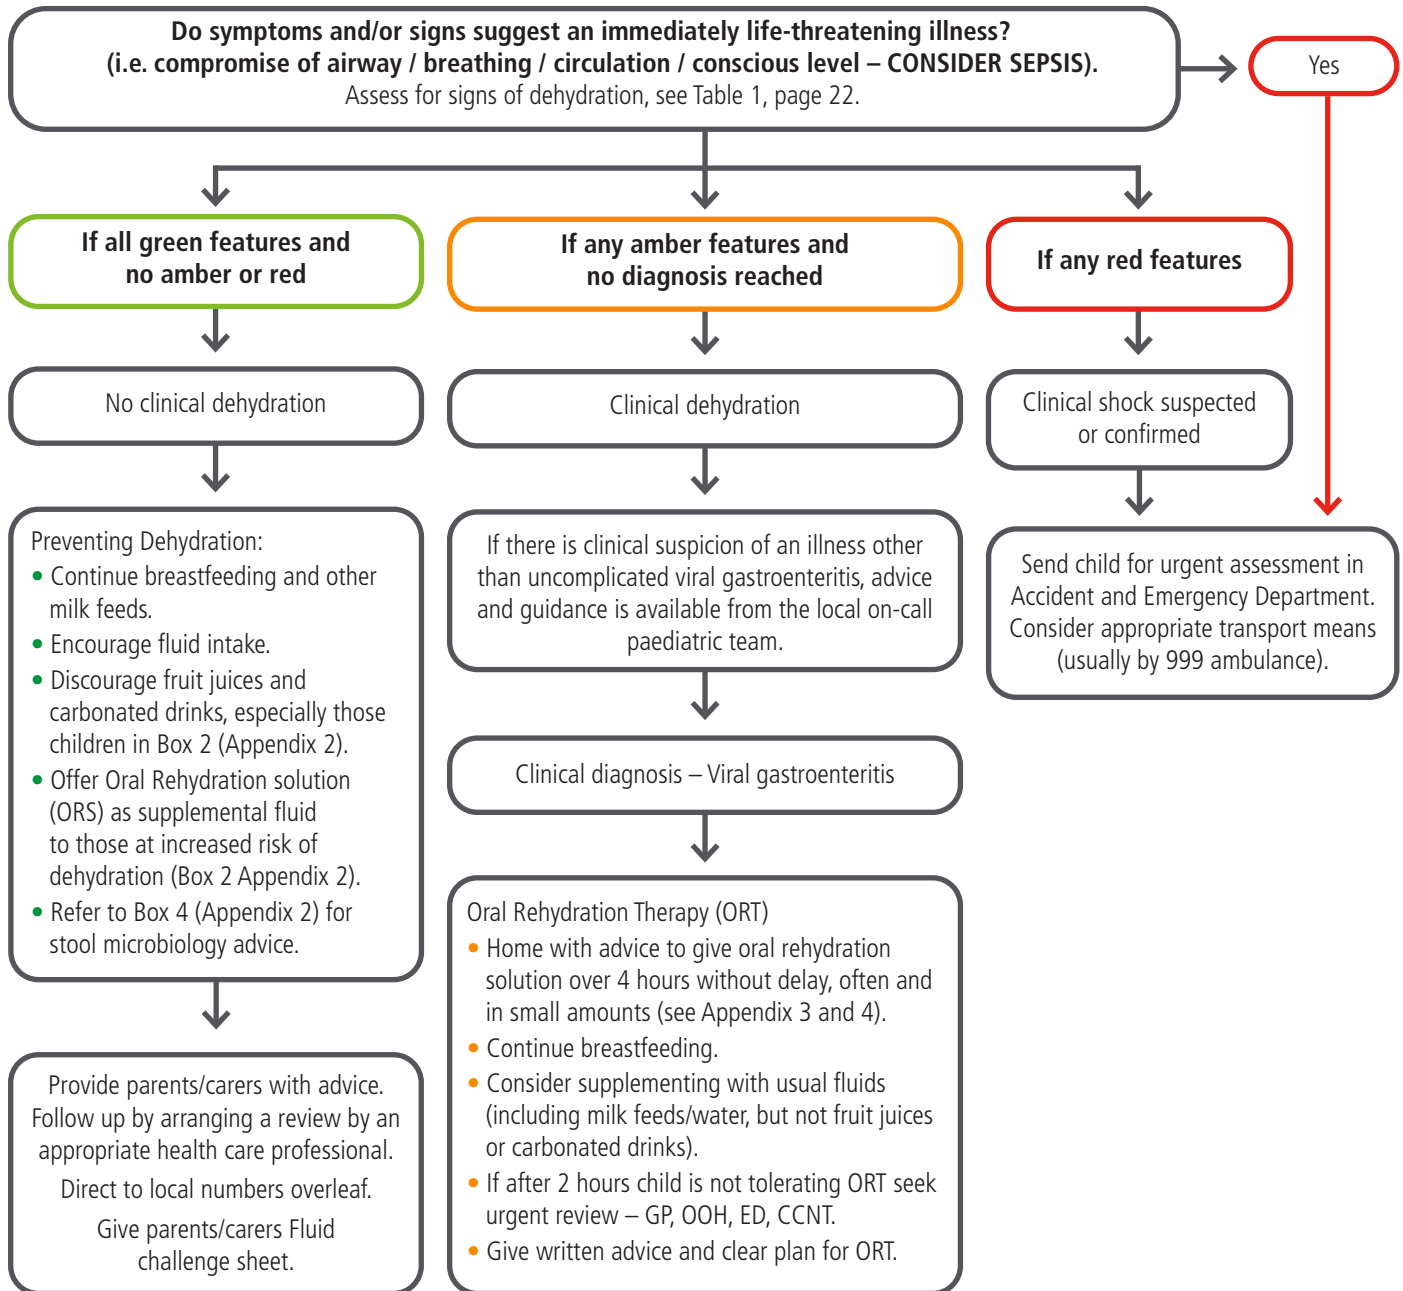 Do symptoms and/or signs suggest an immediately life-threatening illness?
(i.e. compromise of airway / breathing / circulation / conscious level – CONSIDER SEPSIS).
Assess for signs of dehydration, see Table 1, page 22.
Yes
If all green features and
no amber or red
If any amber features and
no diagnosis reached
If any red features
No clinical dehydration
Clinical dehydration
Clinical shock suspected
or confirmed
Preventing Dehydration:
• Continue breastfeeding and other
milk feeds.
• Encourage fluid intake.
• Discourage fruit juices and
carbonated drinks, especially those
children in Box 2 (Appendix 2).
• Offer Oral Rehydration solution
(ORS) as supplemental fluid
to those at increased risk of
dehydration (Box 2 Appendix 2).
• Refer to Box 4 (Appendix 2) for
stool microbiology advice.
If there is clinical suspicion of an illness other
than uncomplicated viral gastroenteritis, advice
and guidance is available from the local on-call
paediatric team.
Send child for urgent assessment in
Accident and Emergency Department.
Consider appropriate transport means
(usually by 999 ambulance).
Clinical diagnosis – Viral gastroenteritis
Provide parents/carers with advice.
Follow up by arranging a review by an
appropriate health care professional.
Direct to local numbers overleaf.
Give parents/carers Fluid
challenge sheet.
Oral Rehydration Therapy (ORT)
• Home with advice to give oral rehydration
solution over 4 hours without delay, often and
in small amounts (see Appendix 3 and 4).
• Continue breastfeeding.
• Consider supplementing with usual fluids
(including milk feeds/water, but not fruit juices
or carbonated drinks).
• If after 2 hours child is not tolerating ORT seek
urgent review – GP, OOH, ED, CCNT.
• Give written advice and clear plan for ORT.